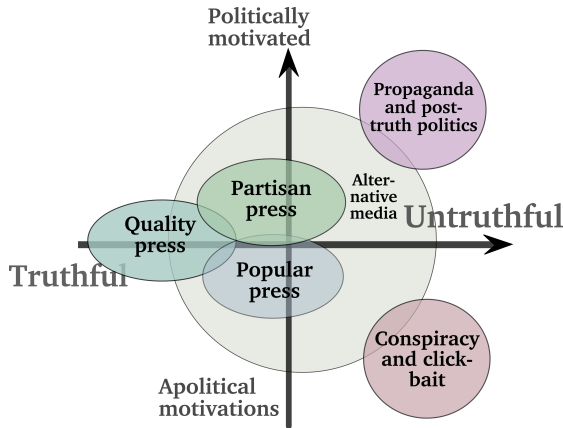 Politically
motivated
Propaganda
and post-
truth politics
Partisan
press
Alter-
native
media
Untruthful
Quality
press
Truthful
Popular
press
Conspiracy
and click-
bait
Apolitical
motivations